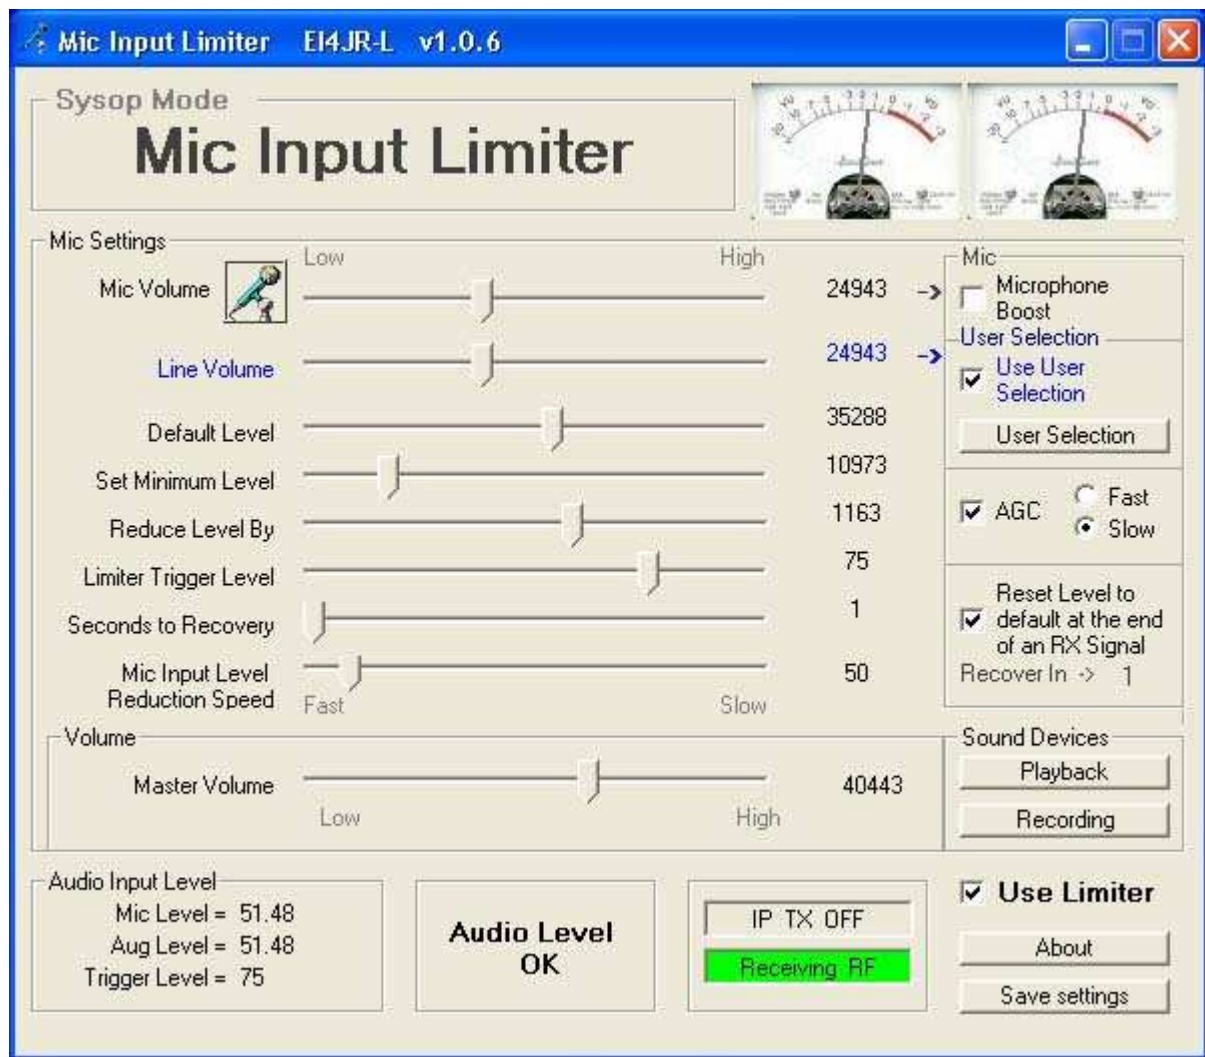 Mic Input Limiter EI4JR-L v1.0.6
Sysop Mode
Mic Input Limiter
Mic Settings
Low High
Mic Volume 24943 ->
Line Volume 24943 ->
Default Level 35288
Set Minimum Level 10973
Reduce Level By 1163
Limiter Trigger Level 75
Seconds to Recovery 1
Mic Input Level
Reduction Speed 50
Fast Slow
Mic
Microphone
Boost
User Selection
Use User
Selection
User Selection
AGC Fast
Slow
Reset Level to
default at the end
of an RX Signal
Recover In -> 1
Volume
Master Volume 40443
Low High
Sound Devices
Playback
Recording
Audio Input Level
Mic Level = 51.48
Aug Level = 51.48
Trigger Level = 75
Audio Level
OK
IP TX OFF
Receiving RF
Use Limiter
About
Save settings